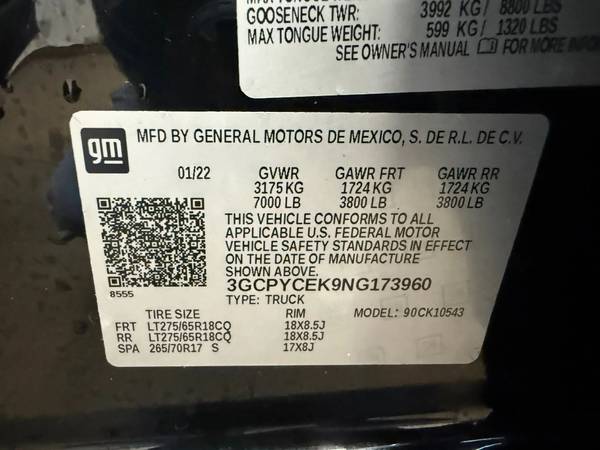 GOOSENECK TWR: 3992 KG/ 8800 LBS
MAX TONGUE WEIGHT: 599 KG/ 1320 LBS
SEE OWNER'S MANUAL FOR MORE
gm
MFD BY GENERAL MOTORS DE MEXICO, S. DE R.L. DE C.V.
01/22 GVWR GAWR FRT GAWR RR
3175 KG 1724 KG 1724 KG
7000 LB 3800 LB 3800 LB
THIS VEHICLE CONFORMS TO ALL
APPLICABLE U.S. FEDERAL MOTOR
VEHICLE SAFETY STANDARDS IN EFFECT
ON THE DATE OF MANUFACTURE
SHOWN ABOVE.
8555
3GCPYCEK9NG173960
TYPE: TRUCK MODEL: 90CK10543
TIRE SIZE RIM
FRT LT275/65R18CQ 18X8.5J
RR LT275/65R18CQ 18X8.5J
SPA 265/70R17 S 17X8J